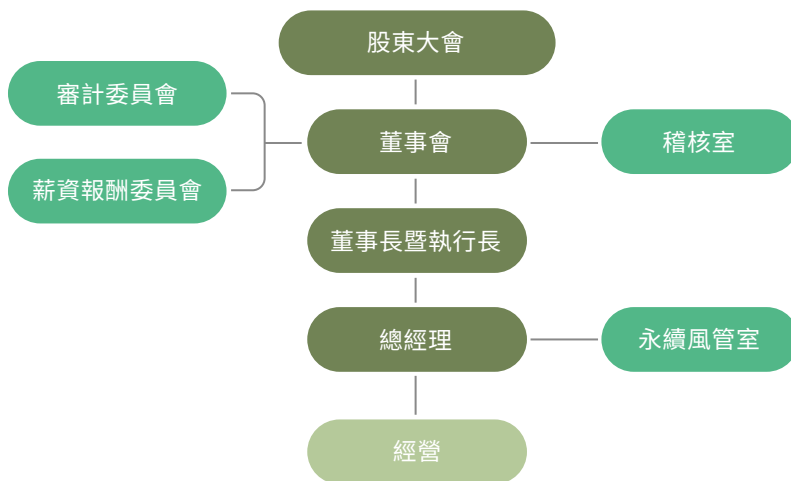 股東大會
審計委員會
董事會
稽核室
薪資報酬委員會
董事長暨執行長
總經理
永續風管室
經營